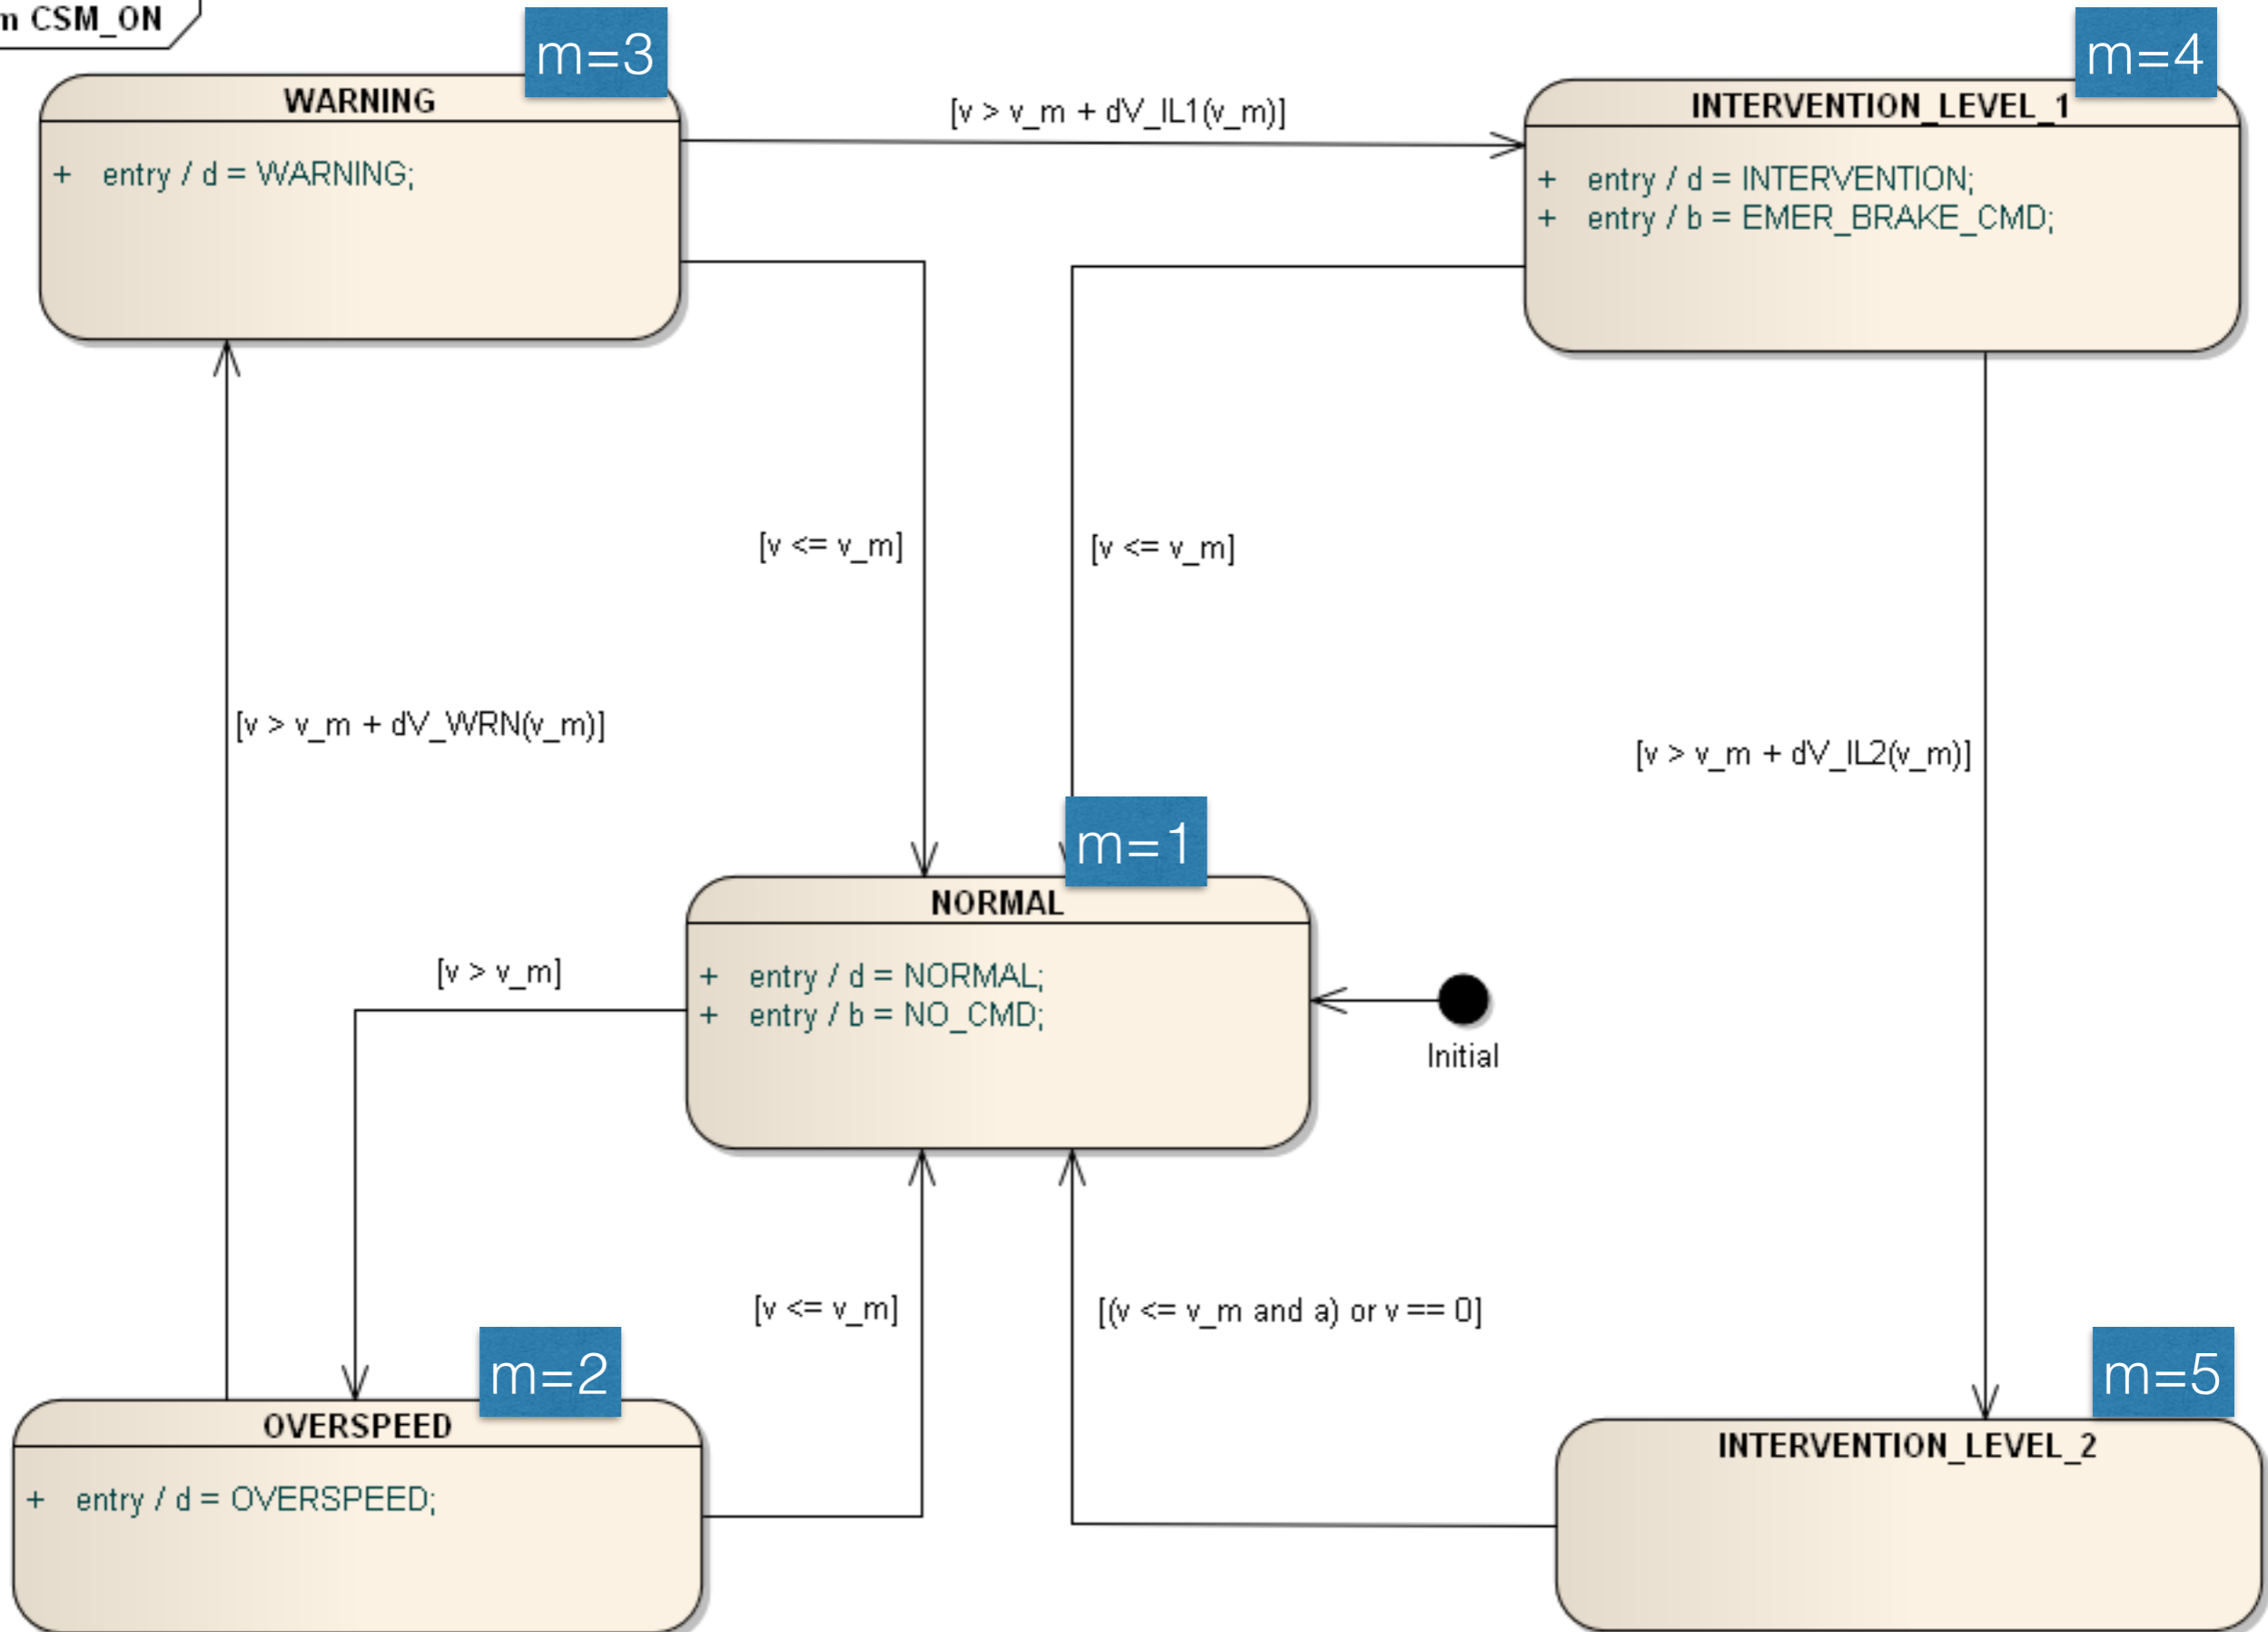 m CSM_ON
m=3
m=4
WARNING
+ entry / d = WARNING;
[v > v_m + dV_IL1(v_m)]
INTERVENTION_LEVEL_1
+ entry / d = INTERVENTION;
+ entry / b = EMER_BRAKE_CMD;
[v <= v_m]
[v <= v_m]
[v > v_m + dV_WRN(v_m)]
[v > v_m + dV_IL2(v_m)]
m=1
NORMAL
+ entry / d = NORMAL;
+ entry / b = NO_CMD;
[v > v_m]
Initial
[v <= v_m]
[(v <= v_m and a) or v == 0]
m=2
OVERSPEED
+ entry / d = OVERSPEED;
m=5
INTERVENTION_LEVEL_2